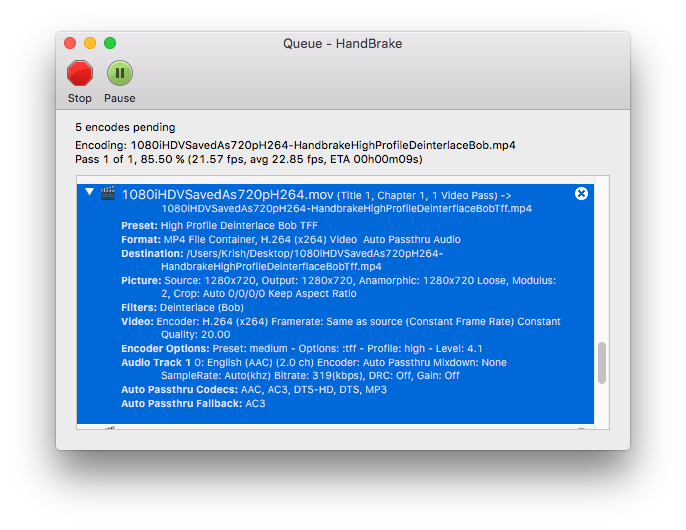 Queue - HandBrake
Stop Pause
5 encodes pending
Encoding: 1080iHDVSavedAs720pH264-HandbrakeHighProfileDeinterlaceBob.mp4
Pass 1 of 1, 85.50 % (21.57 fps, avg 22.85 fps, ETA 00h00m09s)
1080iHDVSavedAs720pH264.mov (Title 1, Chapter 1, 1 Video Pass) ->
1080iHDVSavedAs720pH264-HandbrakeHighProfileDeinterflaceBobTff.mp4
Preset: High Profile Deinterlace Bob TFF
Format: MP4 File Container, H.264 (x264) Video  Auto Passthru Audio
Destination: /Users/Krish/Desktop/1080iHDVSavedAs720pH264-
HandbrakeHighProfileDeinterflaceBobTff.mp4
Picture: Source: 1280x720, Output: 1280x720, Anamorphic: 1280x720 Loose, Modulus:
2, Crop: Auto 0/0/0/0 Keep Aspect Ratio
Filters: Deinterlace (Bob)
Video: Encoder: H.264 (x264) Framerate: Same as source (Constant Frame Rate) Constant
Quality: 20.00
Encoder Options: Preset: medium - Options: :tff - Profile: high - Level: 4.1
Audio Track 1 0: English (AAC) (2.0 ch) Encoder: Auto Passthru Mixdown: None
SampleRate: Auto(khz) Bitrate: 319(kbps), DRC: Off, Gain: Off
Auto Passthru Codecs: AAC, AC3, DTS-HD, DTS, MP3
Auto Passthru Fallback: AC3